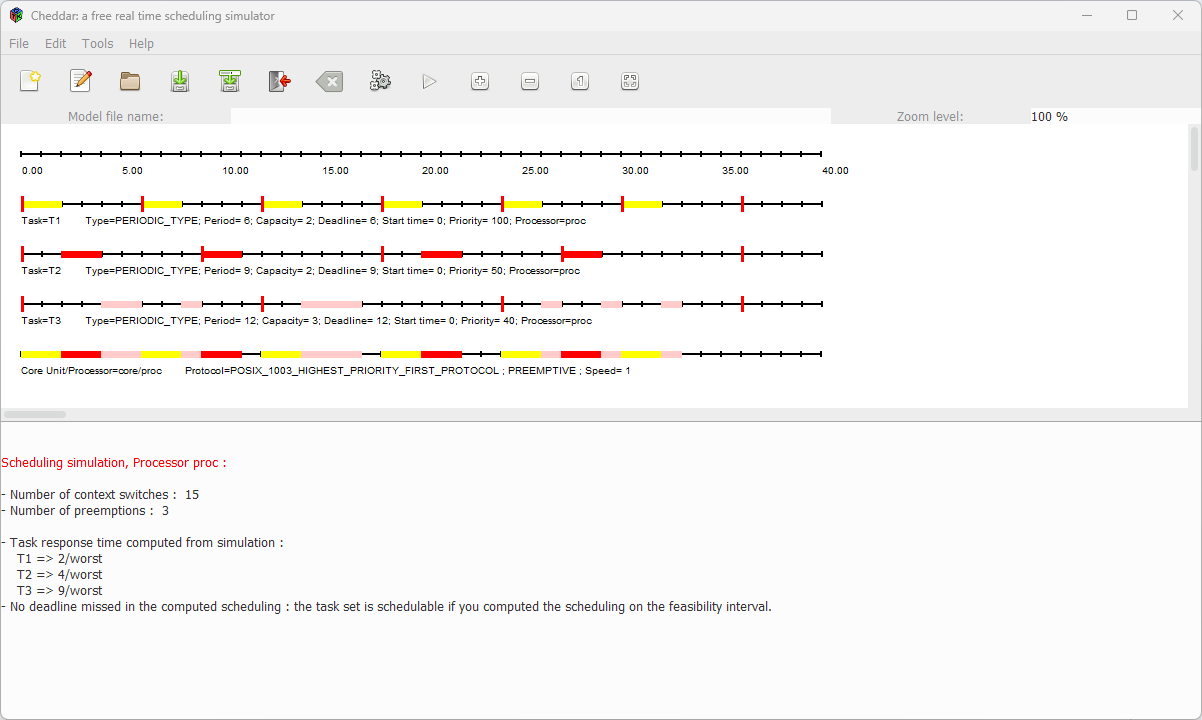 Cheddar: a free real time scheduling simulator
File Edit Tools Help
1
Model file name: Zoom level: 100 %
0.00 5.00 10.00 15.00 20.00 25.00 30.00 35.00 40.00
Task=T1 Type=PERIODIC_TYPE; Period= 6; Capacity= 2; Deadline= 6; Start time= 0; Priority= 100; Processor=proc
Task=T2 Type=PERIODIC_TYPE; Period= 9; Capacity= 2; Deadline= 9; Start time= 0; Priority= 50; Processor=proc
Task=T3 Type=PERIODIC_TYPE; Period= 12; Capacity= 3; Deadline= 12; Start time= 0; Priority= 40; Processor=proc
Core Unit/Processor=core/proc Protocol=POSIX_1003_HIGHEST_PRIORITY_FIRST_PROTOCOL ; PREEMPTIVE ; Speed= 1
Scheduling simulation, Processor proc :
- Number of context switches : 15
- Number of preemptions : 3
- Task response time computed from simulation :
T1 => 2/worst
T2 => 4/worst
T3 => 9/worst
- No deadline missed in the computed scheduling : the task set is schedulable if you computed the scheduling on the feasibility interval.